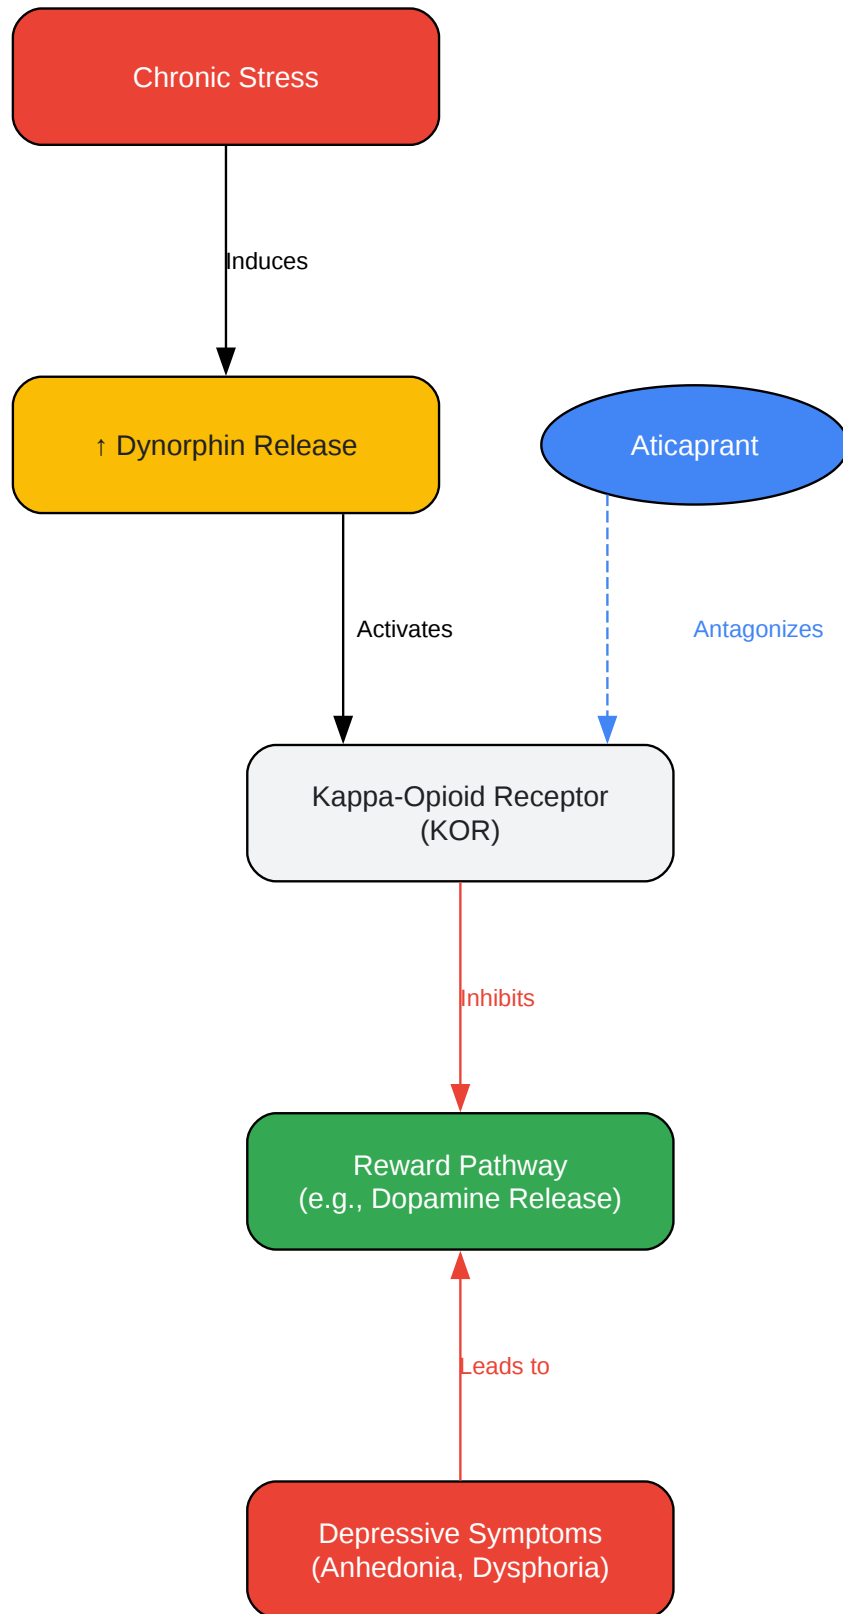 Chronic Stress
Induces
↑ Dynorphin Release
Aticaprant
Activates
Antagonizes
Kappa-Opioid Receptor
(KOR)
Inhibits
Reward Pathway
(e.g., Dopamine Release)
Leads to
Depressive Symptoms
(Anhedonia, Dysphoria)